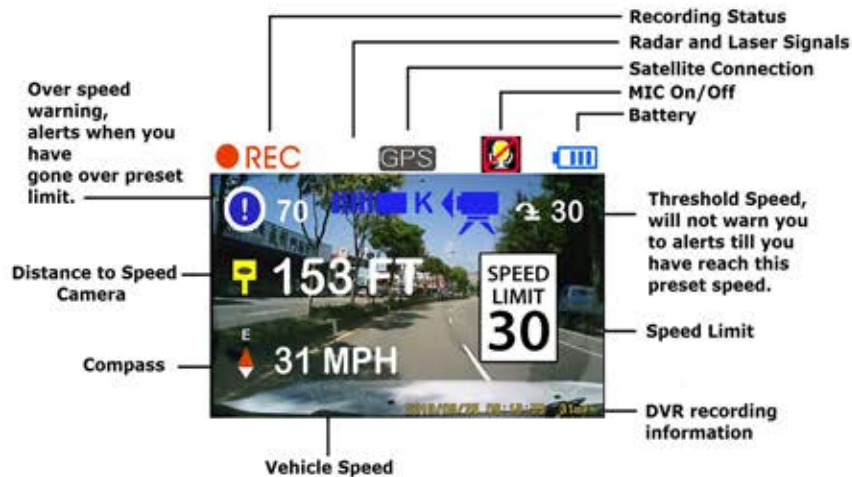 Recording Status
Radar and Laser Signals
Satellite Connection
MIC On/Off
Battery
Over speed
warning,
alerts when you
have
gone over preset
limit.
REC
GPS
70
K
30
Threshold Speed,
will not warn you
to alerts till you
have reach this
preset speed.
Distance to Speed
Camera
153 FT
SPEED
LIMIT
30
Speed Limit
E
Compass
31 MPH
DVR recording
information
Vehicle Speed